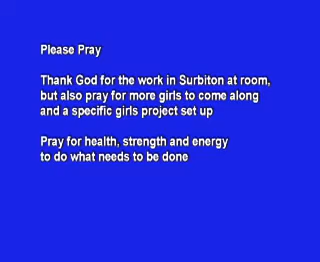 Please Pray
Thank God for the work in Surbiton at room,
but also pray for more girls to come along
and a specific girls project set up
Pray for health, strength and energy
to do what needs to be done